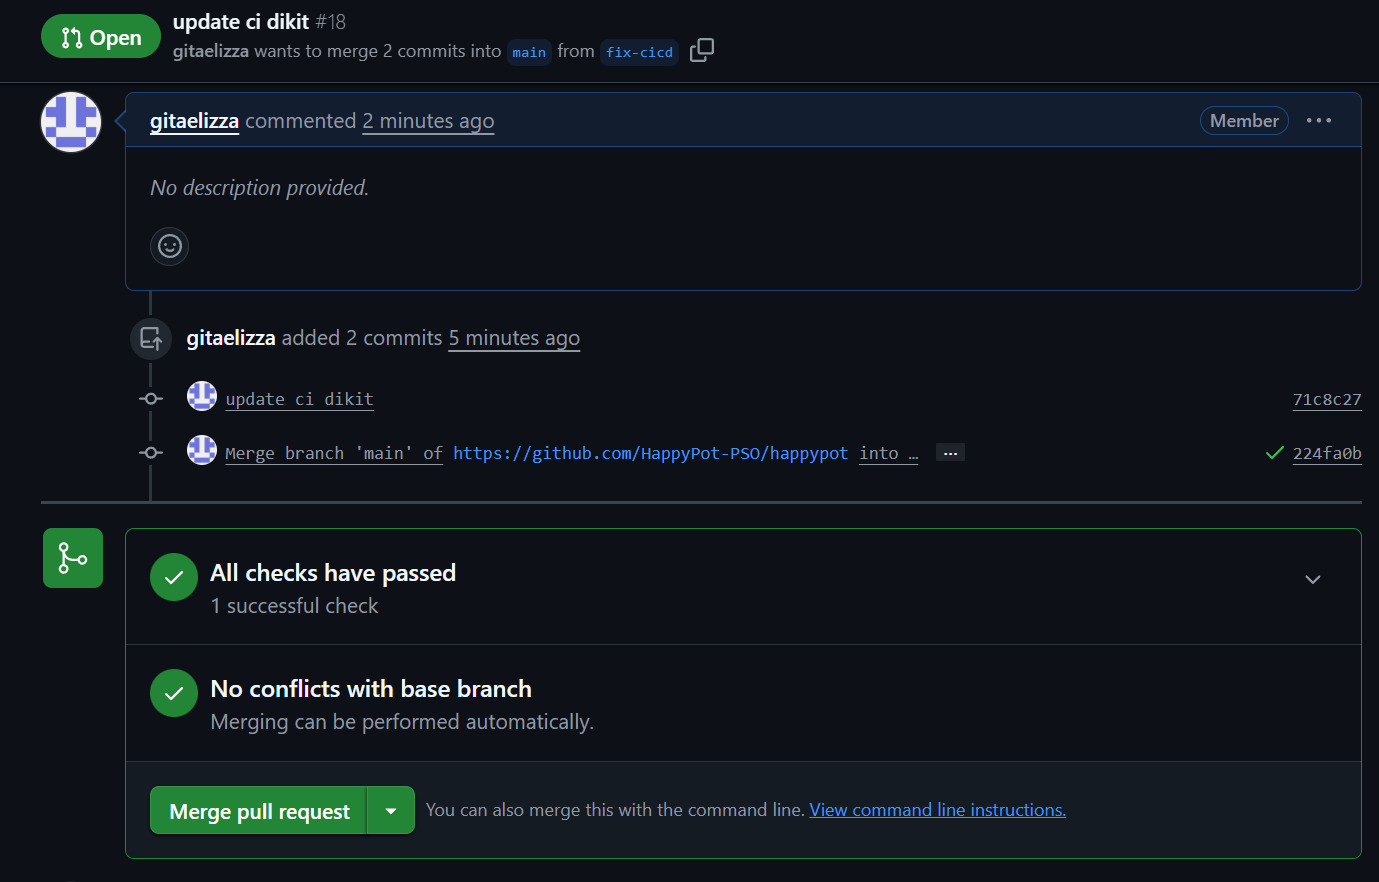 Open
update ci dikit #18
gitaelizza wants to merge 2 commits into main from fix-cicd
gitaelizza commented 2 minutes ago
Member
No description provided.
gitaelizza added 2 commits 5 minutes ago
update ci dikit
71c8c27
Merge branch 'main' of https://github.com/HappyPot-PSO/happypot into …
224fa0b
All checks have passed
1 successful check
No conflicts with base branch
Merging can be performed automatically.
Merge pull request
You can also merge this with the command line. View command line instructions.